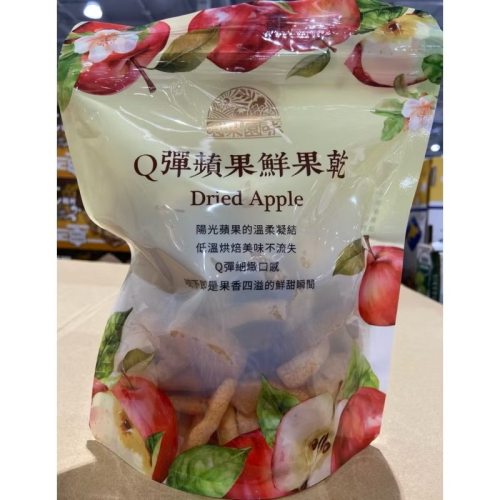 Q彈蘋果鮮果乾
Dried Apple
陽光蘋果的溫柔凝結
低溫烘焙美味不流失
Q彈細緻口感
是果香四溢的鮮甜瞬間